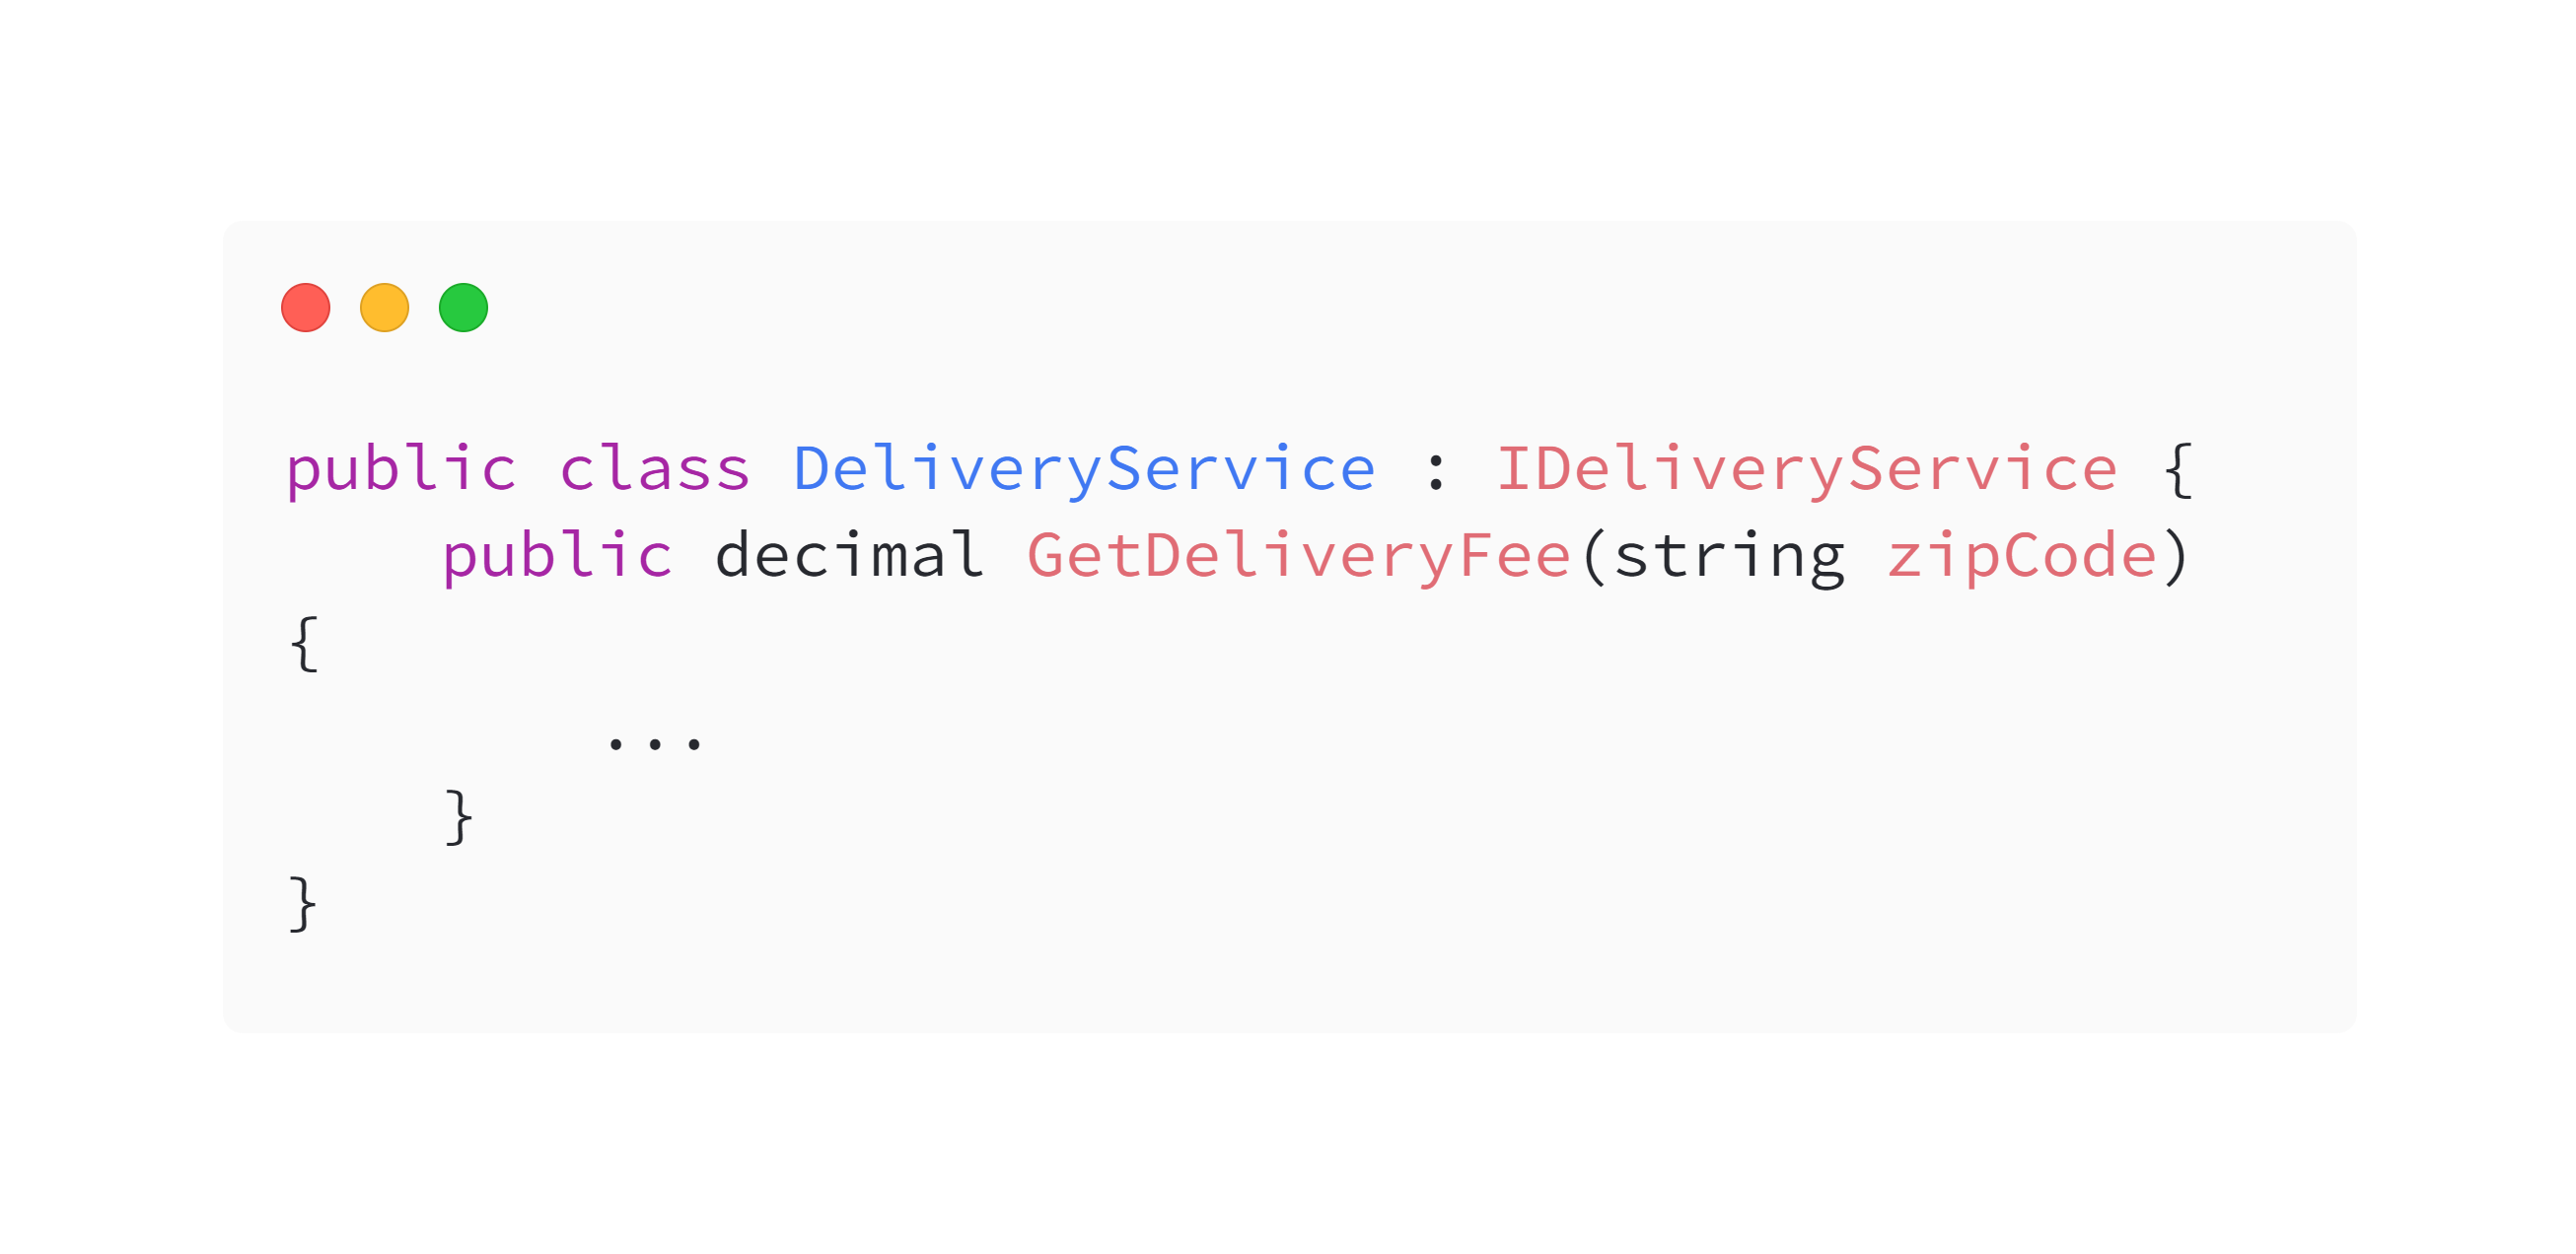 public class DeliveryService : IDeliveryService {
    public decimal GetDeliveryFee(string zipCode)
{
        ...
    }
}